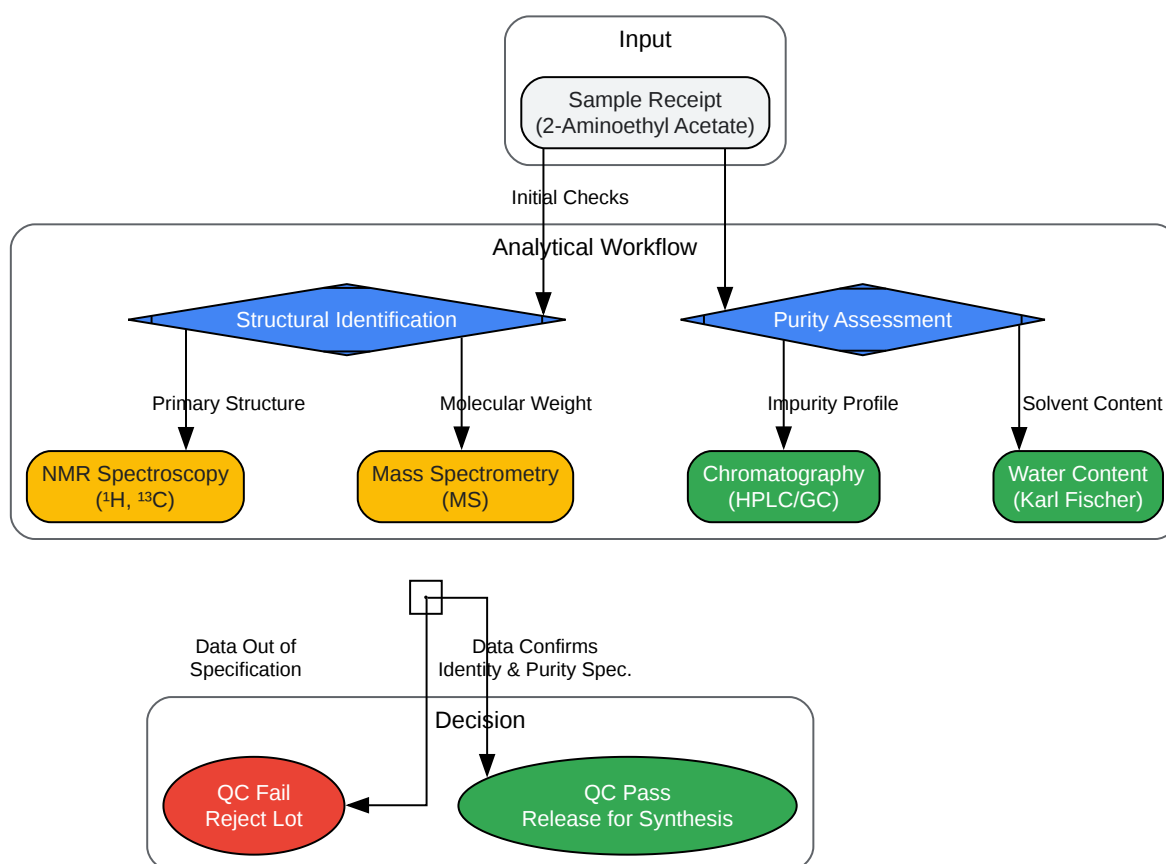 Input
Sample Receipt
(2-Aminoethyl Acetate)
Initial Checks
Analytical Workflow
Structural Identification
Purity Assessment
Primary Structure
Molecular Weight
Impurity Profile
Solvent Content
NMR Spectroscopy
(¹H, ¹³C)
Mass Spectrometry
(MS)
Chromatography
(HPLC/GC)
Water Content
(Karl Fischer)
Data Out of
Specification
Data Confirms
Identity & Purity Spec.
Decision
QC Fail
Reject Lot
QC Pass
Release for Synthesis